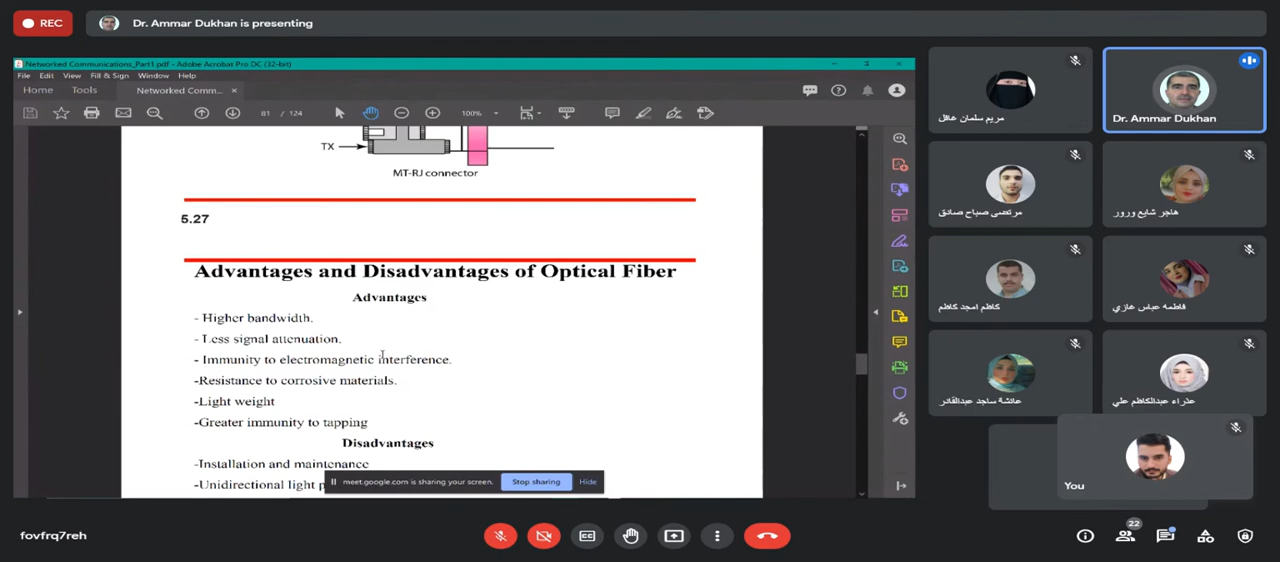 REC
Dr. Ammar Dukhan is presenting
Networked Communications_Part1.pdf - Adobe Acrobat Pro DC (32-bit)
File Edit View Fill & Sign Window Help
Home Tools Networked Comm... ×
81 / 124 100%
TX
MT-RJ connector
5.27
Advantages and Disadvantages of Optical Fiber
Advantages
- Higher bandwidth.
- Less signal attenuation.
- Immunity to electromagnetic interference.
-Resistance to corrosive materials.
-Light weight
-Greater immunity to tapping
Disadvantages
-Installation and maintenance
-Unidirectional light
meet.google.com is sharing your screen. Stop sharing Hide
مريم سلمان عاقل
Dr. Ammar Dukhan
مرتضى صباح صادق
هاجر شايع ورور
كاظم امجد كاظم
فاطمه عباس غازي
عائشة ساجد عبدالقادر
عذراء عبدالكاظم علي
You
fovfrq7reh
CC
22